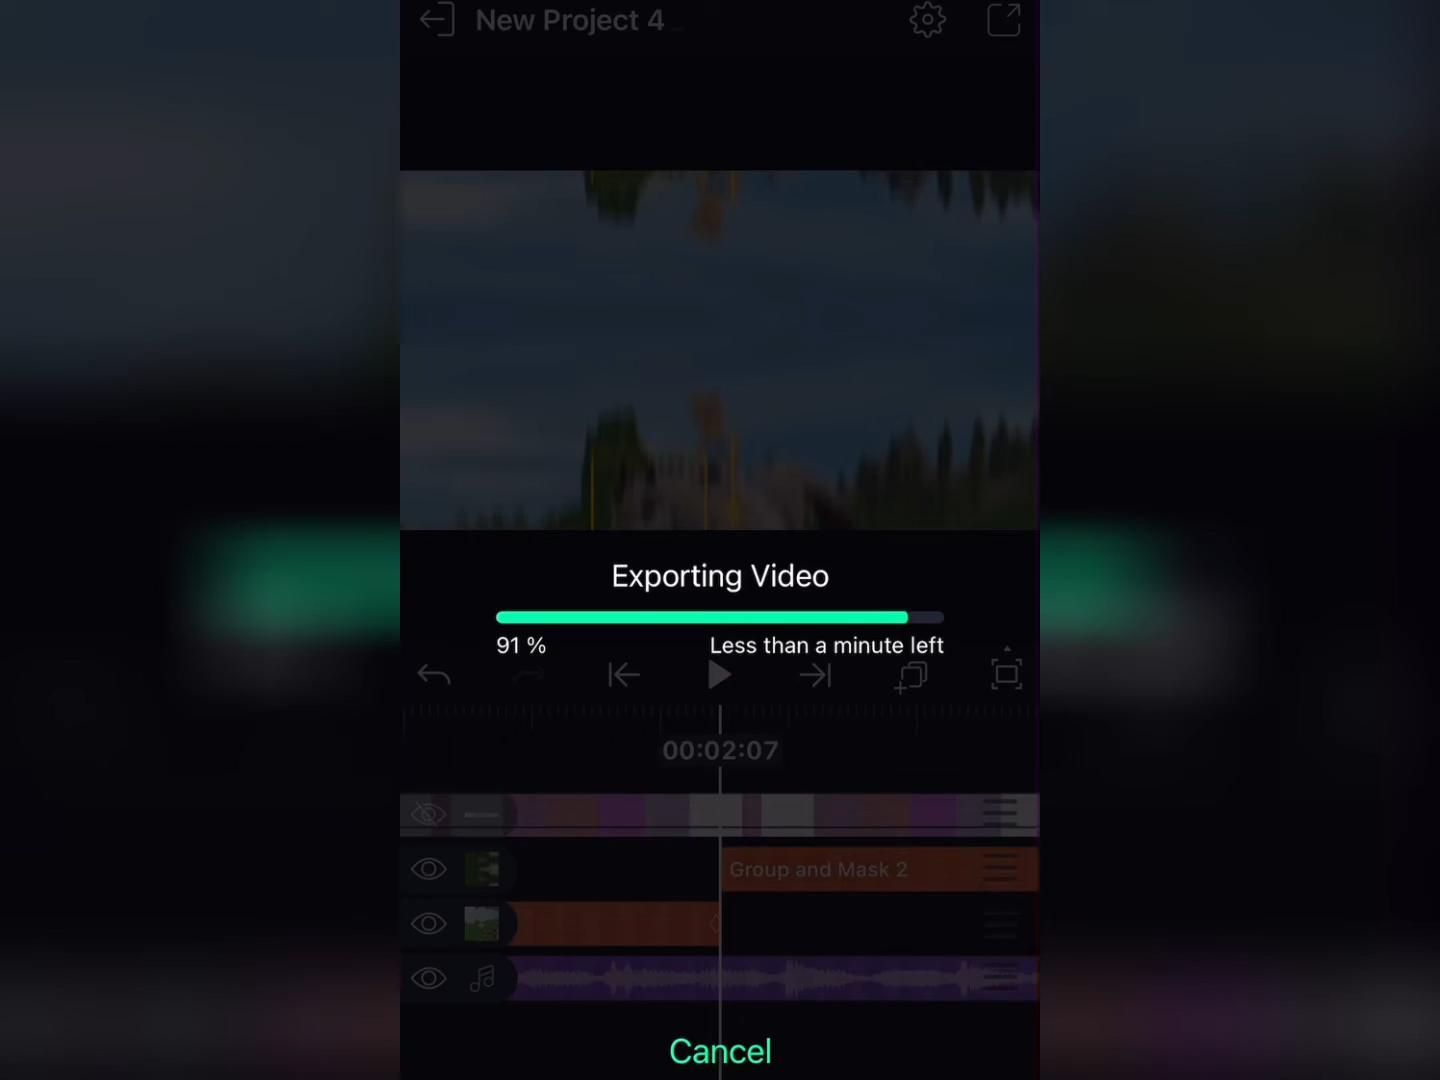 New Project 4
Exporting Video
91 %
Less than a minute left
00:02:07
Group and Mask 2
Cancel